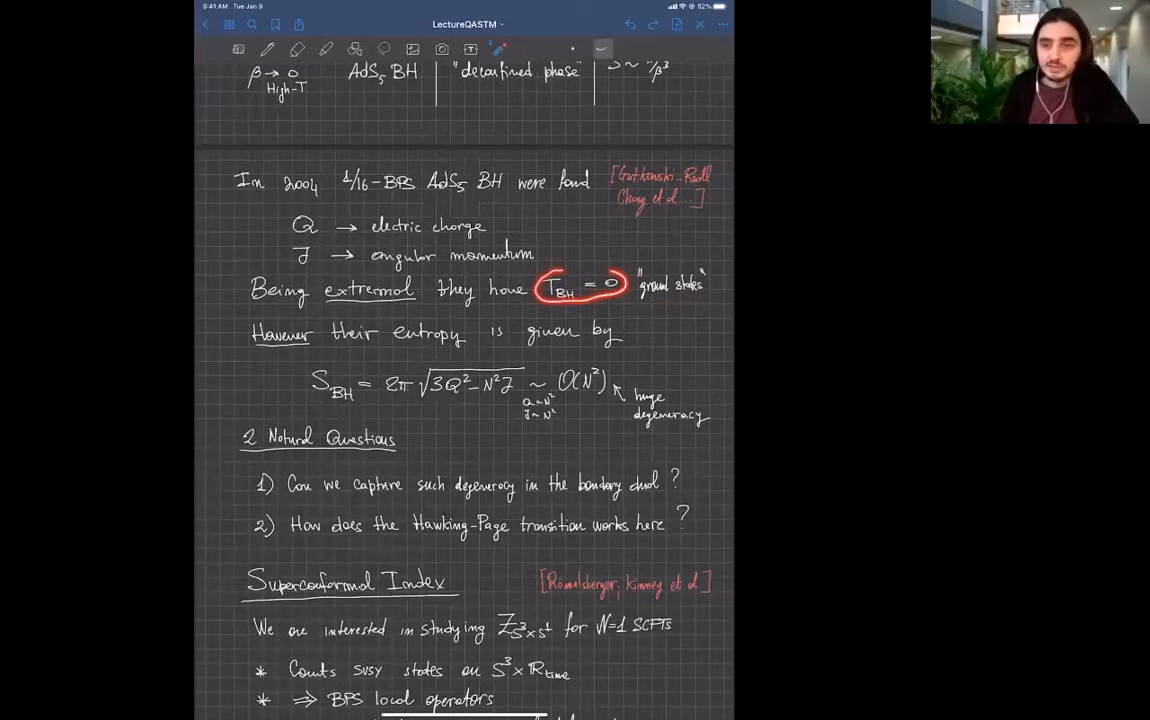 9:41 AM Tue Jan 9
52%
LectureQASTM
β → 0 AdS₅ BH "deconfined phase" S ~ 1/β³
High-T
In 2004 1/16-BPS AdS₅ BH were found [Gutkowski-Reall
Chong et al ...]
Q → electric charge
J → angular momentum
Being extremal they have T_BH = 0 "ground states"
However their entropy is given by
S_BH = 2π √(3Q² - N²J) ~ O(N²)
Q~N²
J~N²
huge
degeneracy
2 Natural Questions
1) Can we capture such degeneracy in the boundary dual ?
2) How does the Hawking-Page transition works here ?
Superconformal Index [Romelsberger, Kinney et al]
We are interested in studying Z_S³×S¹ for N=1 SCFTs
* Counts susy states on S³ × ℝ_time
* ⇒ BPS local operators